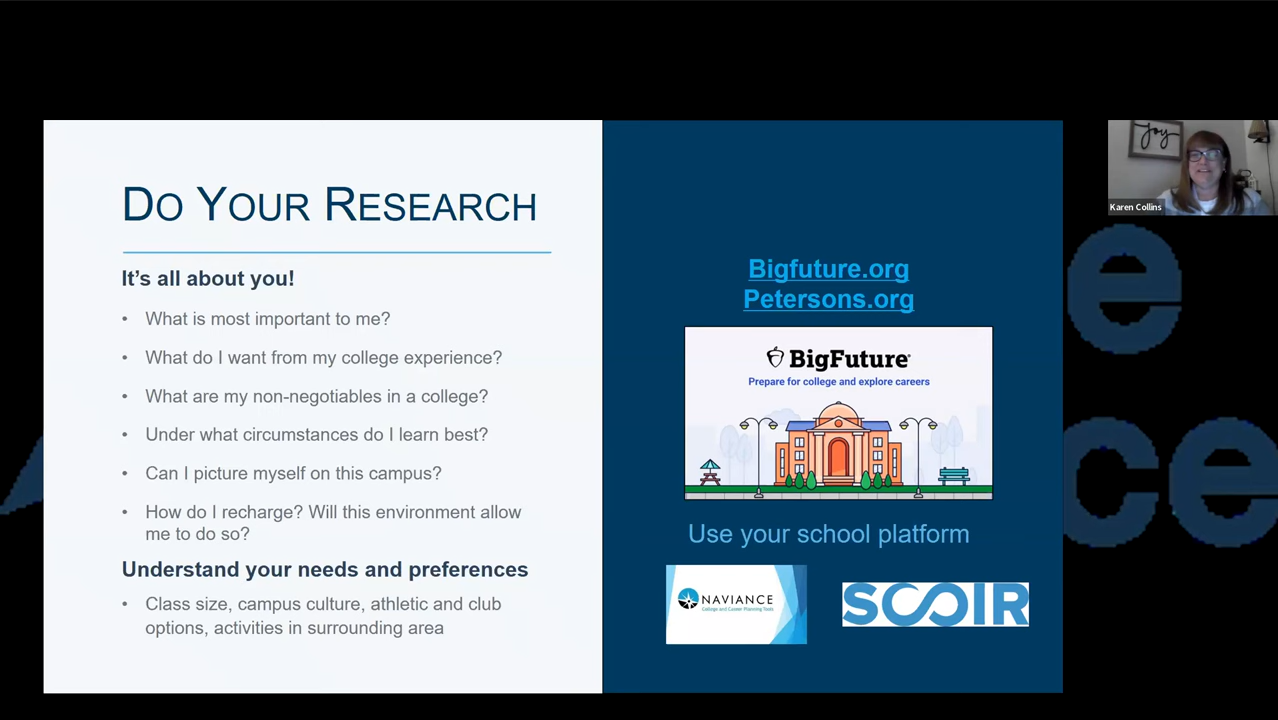 DO YOUR RESEARCH
It's all about you!
• What is most important to me?
• What do I want from my college experience?
• What are my non-negotiables in a college?
• Under what circumstances do I learn best?
• Can I picture myself on this campus?
• How do I recharge? Will this environment allow
me to do so?
Understand your needs and preferences
• Class size, campus culture, athletic and club
options, activities in surrounding area
Bigfuture.org
Petersons.org
BigFuture
Prepare for college and explore careers
Use your school platform
NAVIANCE
College and Career Planning Tools
SCOIR
Joy
Karen Collins
e
ce